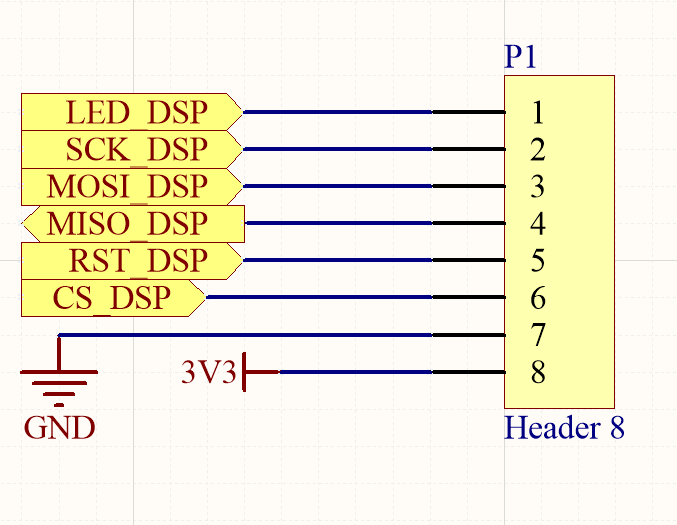 P1
LED_DSP 1
SCK_DSP 2
MOSI_DSP 3
MISO_DSP 4
RST_DSP 5
CS_DSP 6
7
3V3 8
GND
Header 8